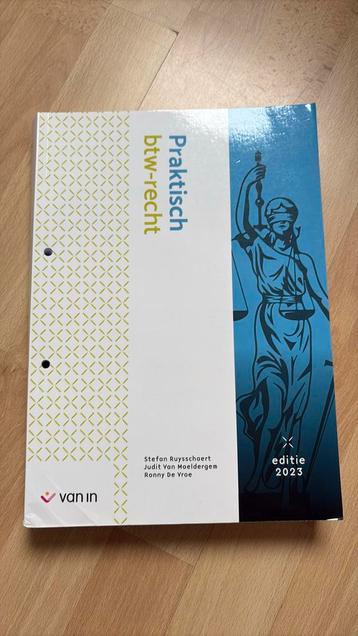 Praktisch
btw-recht
Stefan Ruysschaert
Judit Van Moeldergem
Ronny De Vroe
editie
2023
van in